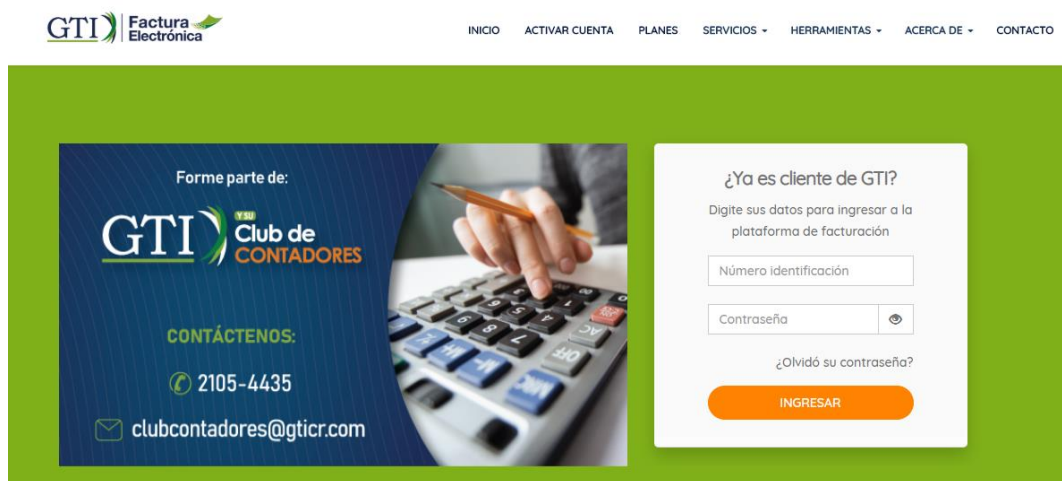 GTI Factura
Electrónica
INICIO ACTIVAR CUENTA PLANES SERVICIOS HERRAMIENTAS ACERCA DE CONTACTO
Forme parte de:
GTI Y SU
Club de
CONTADORES
CONTÁCTENOS:
2105-4435
clubcontadores@gticr.com
¿Ya es cliente de GTI?
Digite sus datos para ingresar a la
plataforma de facturación
Número identificación
Contraseña
¿Olvidó su contraseña?
INGRESAR